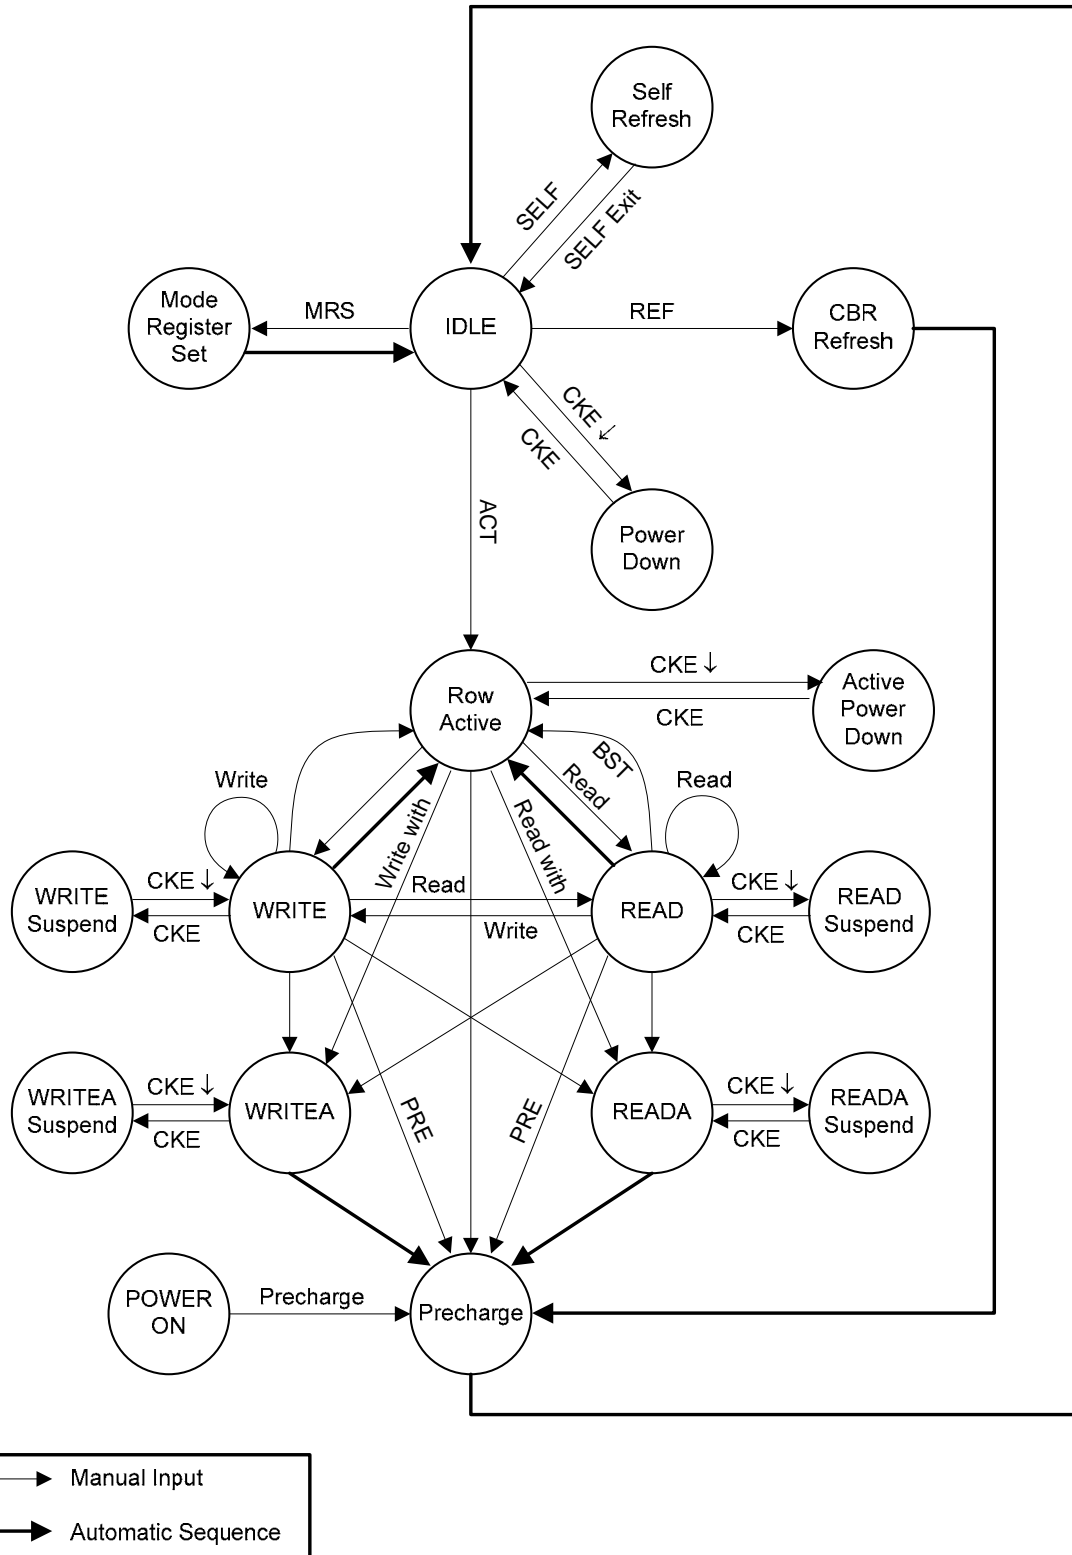 Self
Refresh
SELF
SELF Exit
Mode
Register
Set
MRS
IDLE
REF
CBR
Refresh
CKE ↓
CKE
ACT
Power
Down
Row
Active
CKE ↓
CKE
Active
Power
Down
BST
Read
Write
Read
Write with
Read with
WRITE
Suspend
CKE ↓
CKE
WRITE
Read
Write
READ
CKE ↓
CKE
READ
Suspend
WRITEA
Suspend
CKE ↓
CKE
WRITEA
PRE
PRE
READA
CKE ↓
CKE
READA
Suspend
POWER
ON
Precharge
Precharge
Manual Input
Automatic Sequence